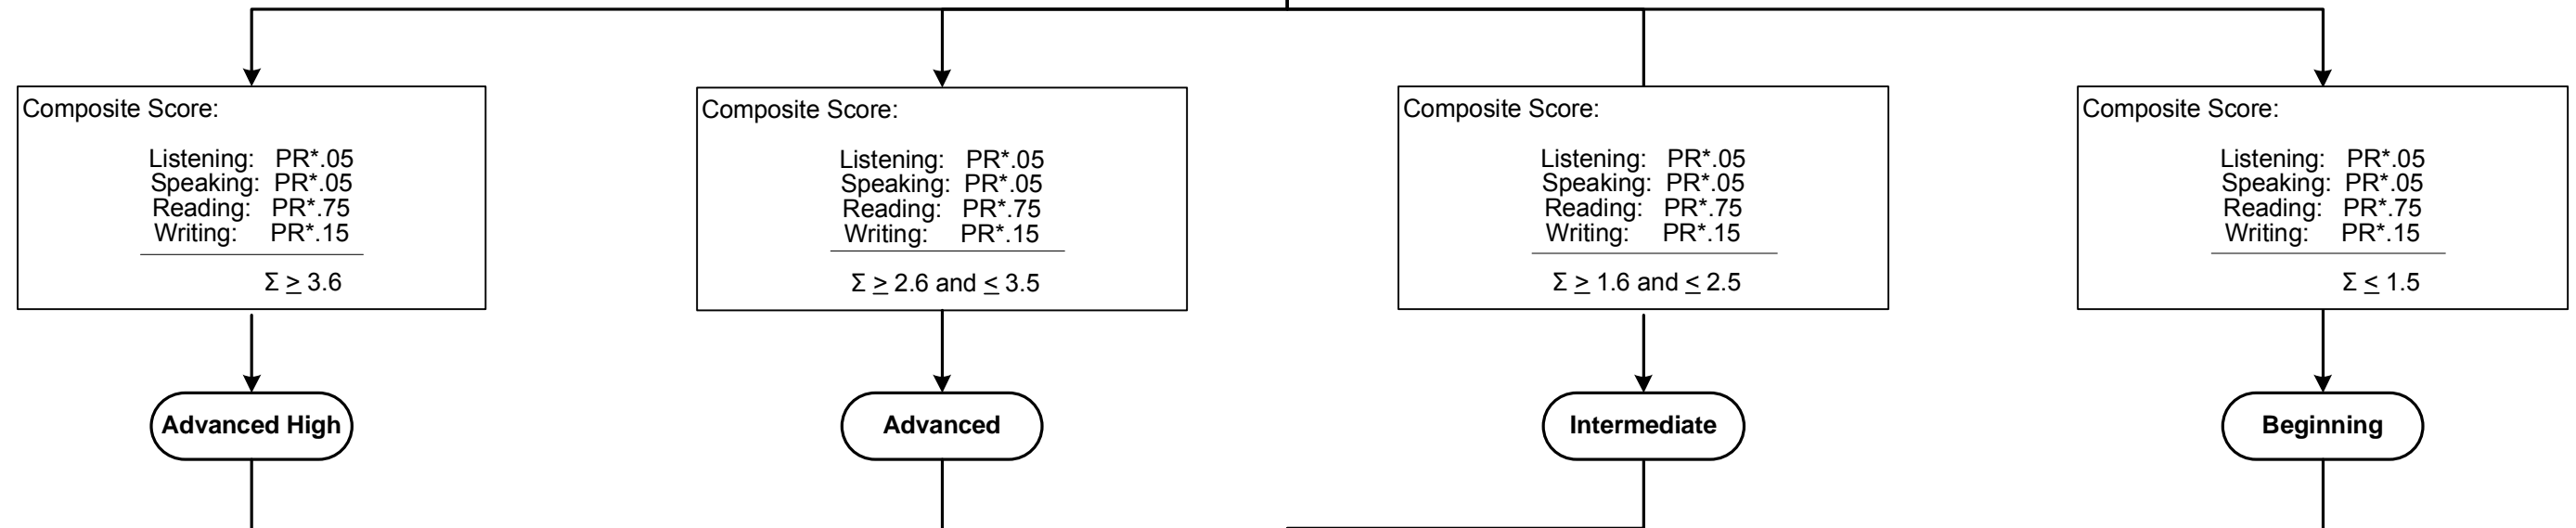 Composite Score:
Listening: PR*.05
Speaking: PR*.05
Reading: PR*.75
Writing: PR*.15
Σ ≥ 3.6
Advanced High
Composite Score:
Listening: PR*.05
Speaking: PR*.05
Reading: PR*.75
Writing: PR*.15
Σ ≥ 2.6 and ≤ 3.5
Advanced
Composite Score:
Listening: PR*.05
Speaking: PR*.05
Reading: PR*.75
Writing: PR*.15
Σ ≥ 1.6 and ≤ 2.5
Intermediate
Composite Score:
Listening: PR*.05
Speaking: PR*.05
Reading: PR*.75
Writing: PR*.15
Σ ≤ 1.5
Beginning